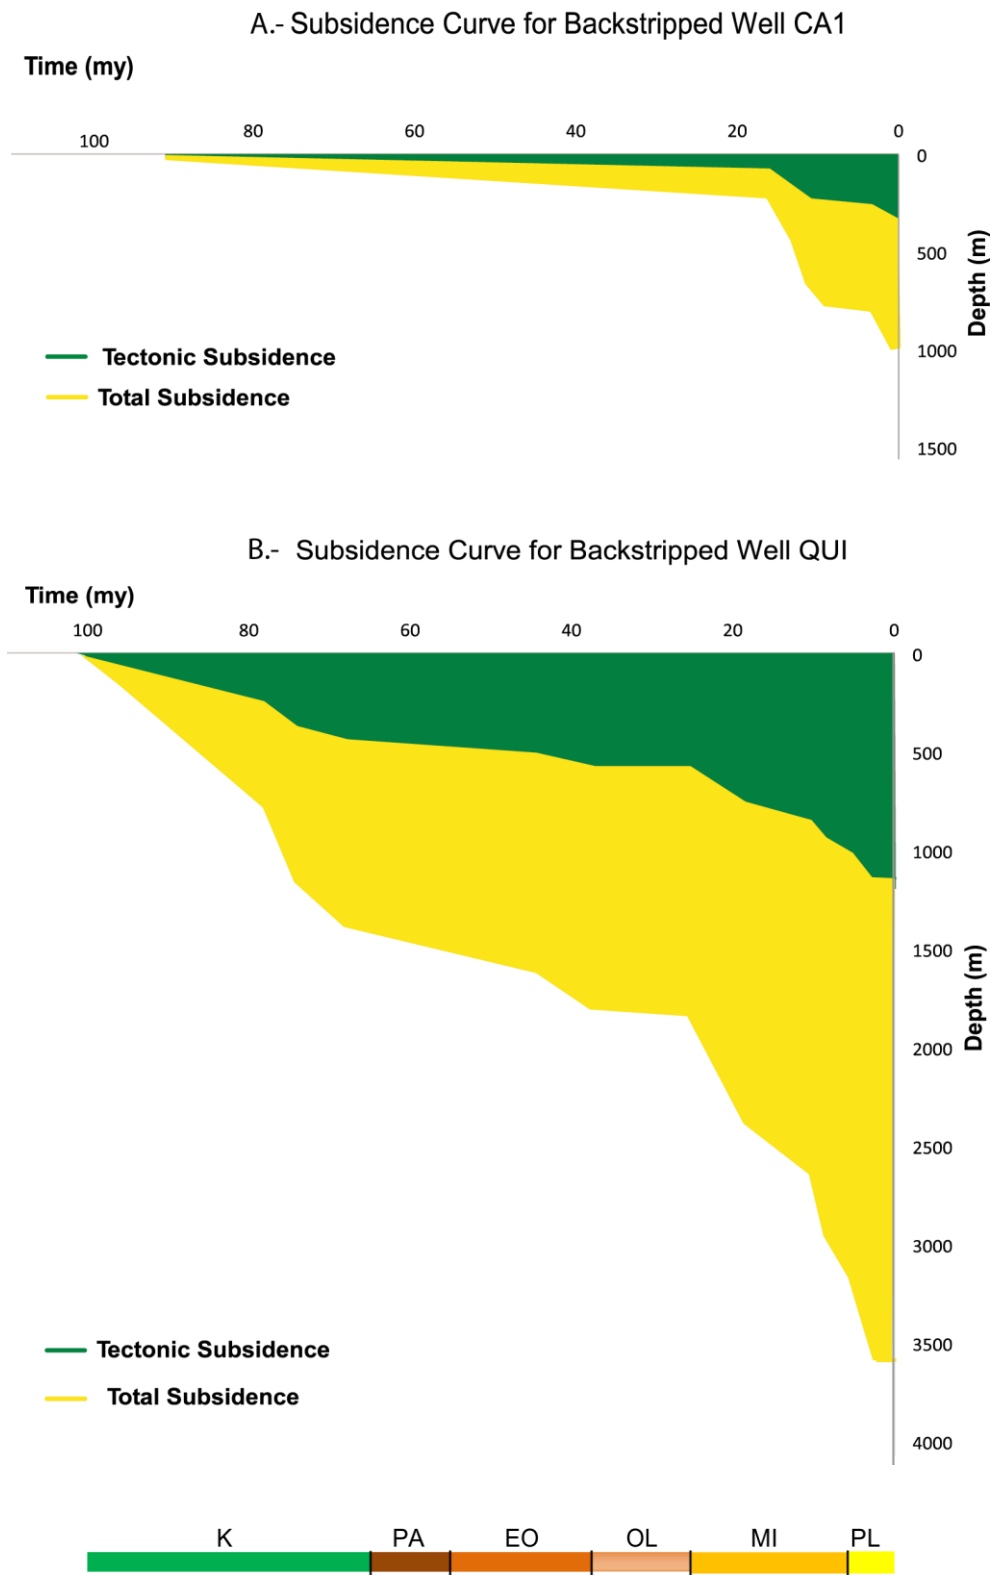 A.- Subsidence Curve for Backstripped Well CA1
Time (my)
100 80 60 40 20 0
0
500
1000
1500
Depth (m)
Tectonic Subsidence
Total Subsidence
B.- Subsidence Curve for Backstripped Well QUI
Time (my)
100 80 60 40 20 0
0
500
1000
1500
2000
2500
3000
3500
4000
Depth (m)
Tectonic Subsidence
Total Subsidence
K PA EO OL MI PL